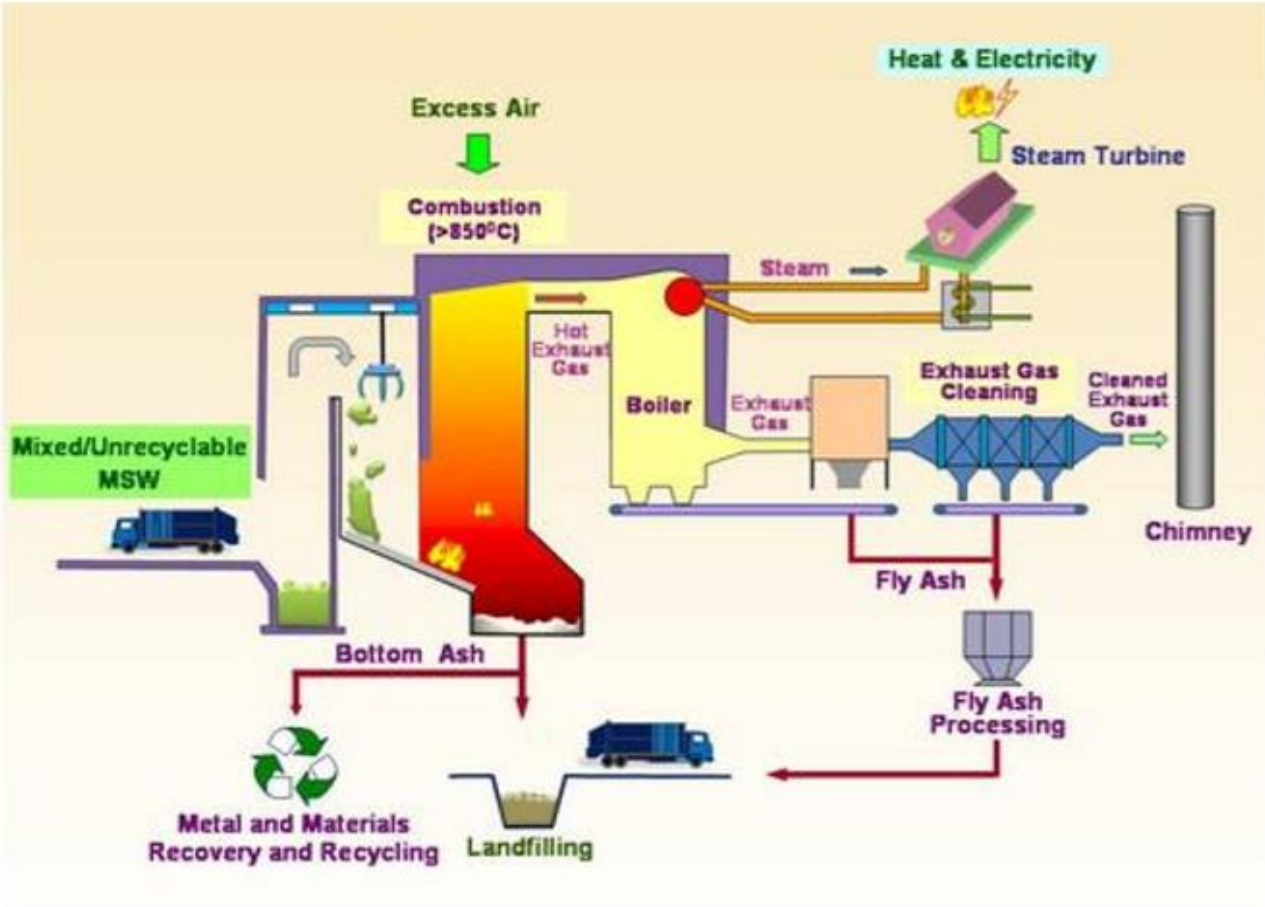 Heat & Electricity
Excess Air
Steam Turbine
Combustion
(>850⁰C)
Steam
Hot
Exhaust
Gas
Exhaust Gas
Cleaning
Cleaned
Exhaust
Gas
Boiler
Exhaust
Gas
Mixed/Unrecyclable
MSW
Chimney
Fly Ash
Bottom Ash
Fly Ash
Processing
Metal and Materials
Recovery and Recycling
Landfilling